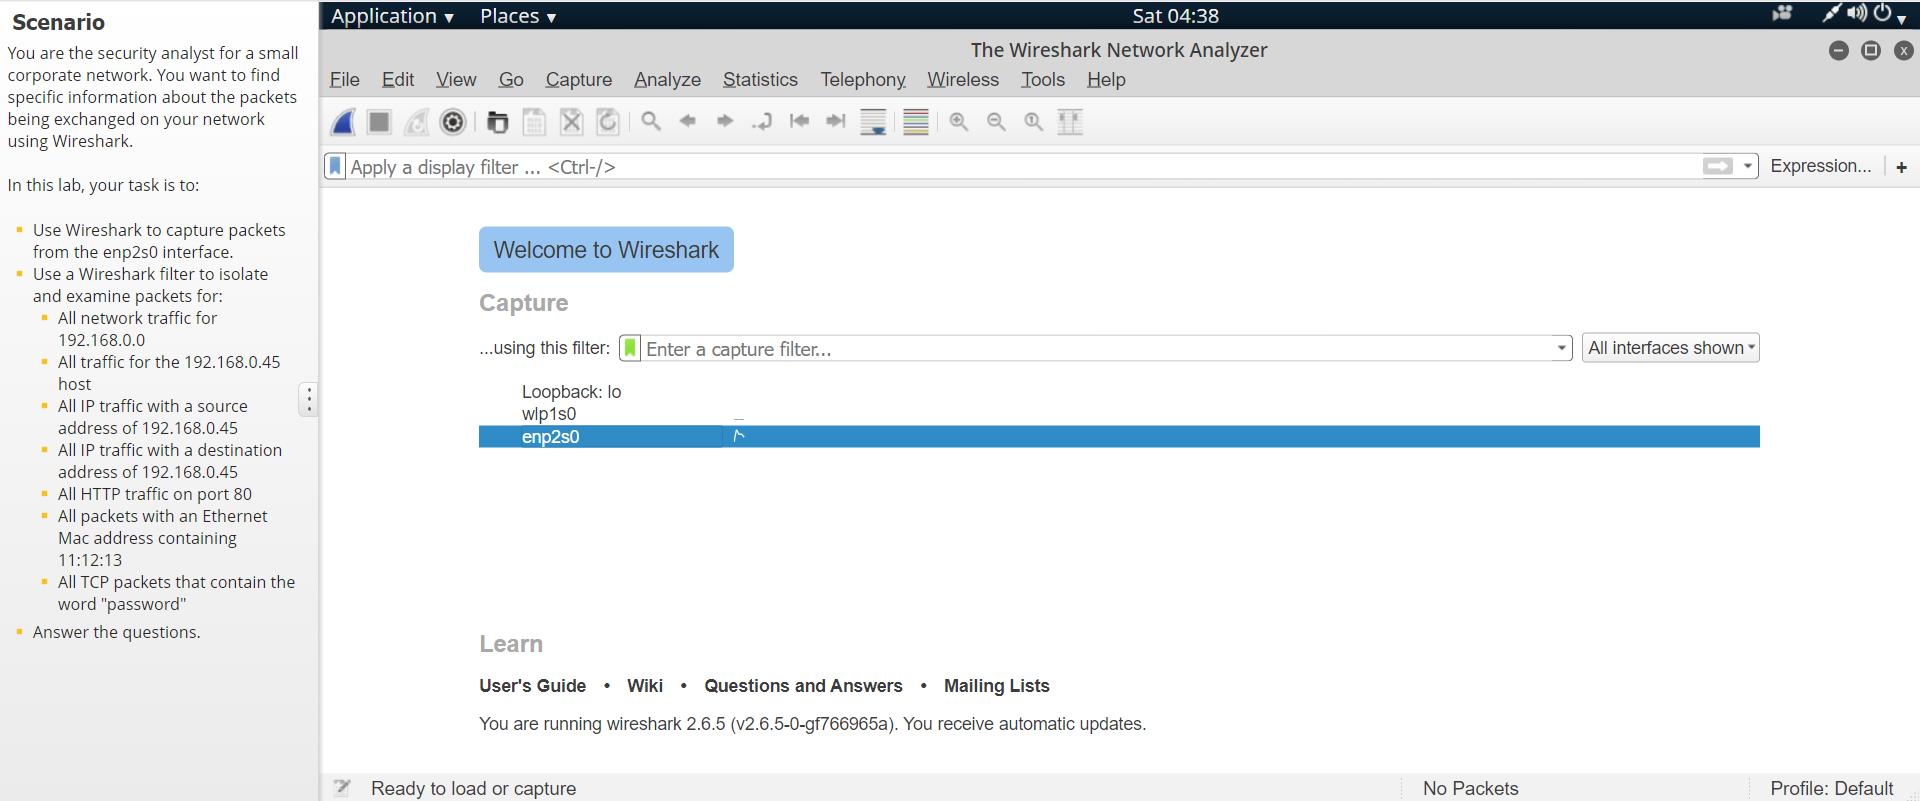 Scenario
You are the security analyst for a small
corporate network. You want to find
specific information about the packets
being exchanged on your network
using Wireshark.
In this lab, your task is to:
Use Wireshark to capture packets
from the enp2s0 interface.
Use a Wireshark filter to isolate
and examine packets for:
All network traffic for
192.168.0.0
All traffic for the 192.168.0.45
host
All IP traffic with a source
address of 192.168.0.45
All IP traffic with a destination
address of 192.168.0.45
All HTTP traffic on port 80
All packets with an Ethernet
Mac address containing
11:12:13
All TCP packets that contain the
word "password"
Answer the questions.
Application ▾ Places ▾ Sat 04:38
The Wireshark Network Analyzer
File Edit View Go Capture Analyze Statistics Telephony Wireless Tools Help
Apply a display filter ... <Ctrl-/> Expression... +
Welcome to Wireshark
Capture
...using this filter: Enter a capture filter... All interfaces shown
Loopback: lo
wlp1s0
enp2s0
Learn
User's Guide • Wiki • Questions and Answers • Mailing Lists
You are running wireshark 2.6.5 (v2.6.5-0-gf766965a). You receive automatic updates.
Ready to load or capture No Packets Profile: Default